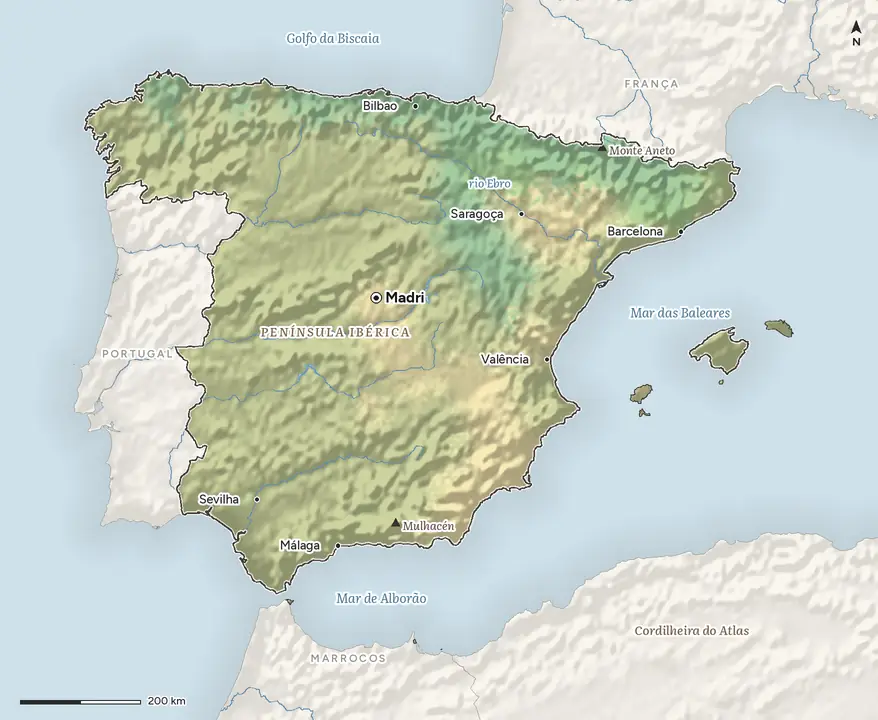 Golfo da Biscaia
N
FRANÇA
Bilbao
Monte Aneto
rio Ebro
Saragoça
Barcelona
Madri
Mar das Baleares
PENÍNSULA IBÉRICA
PORTUGAL
Valência
Sevilha
Mulhacén
Málaga
Mar de Alborão
Cordilheira do Atlas
MARROCOS
200 km